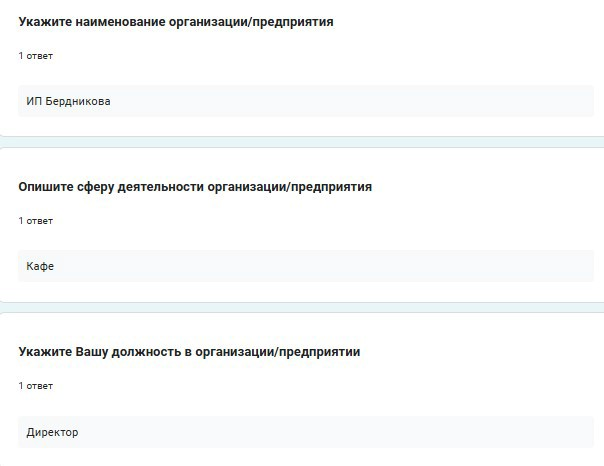 Укажите наименование организации/предприятия
1 ответ
ИП Бердникова
Опишите сферу деятельности организации/предприятия
1 ответ
Кафе
Укажите Вашу должность в организации/предприятии
1 ответ
Директор